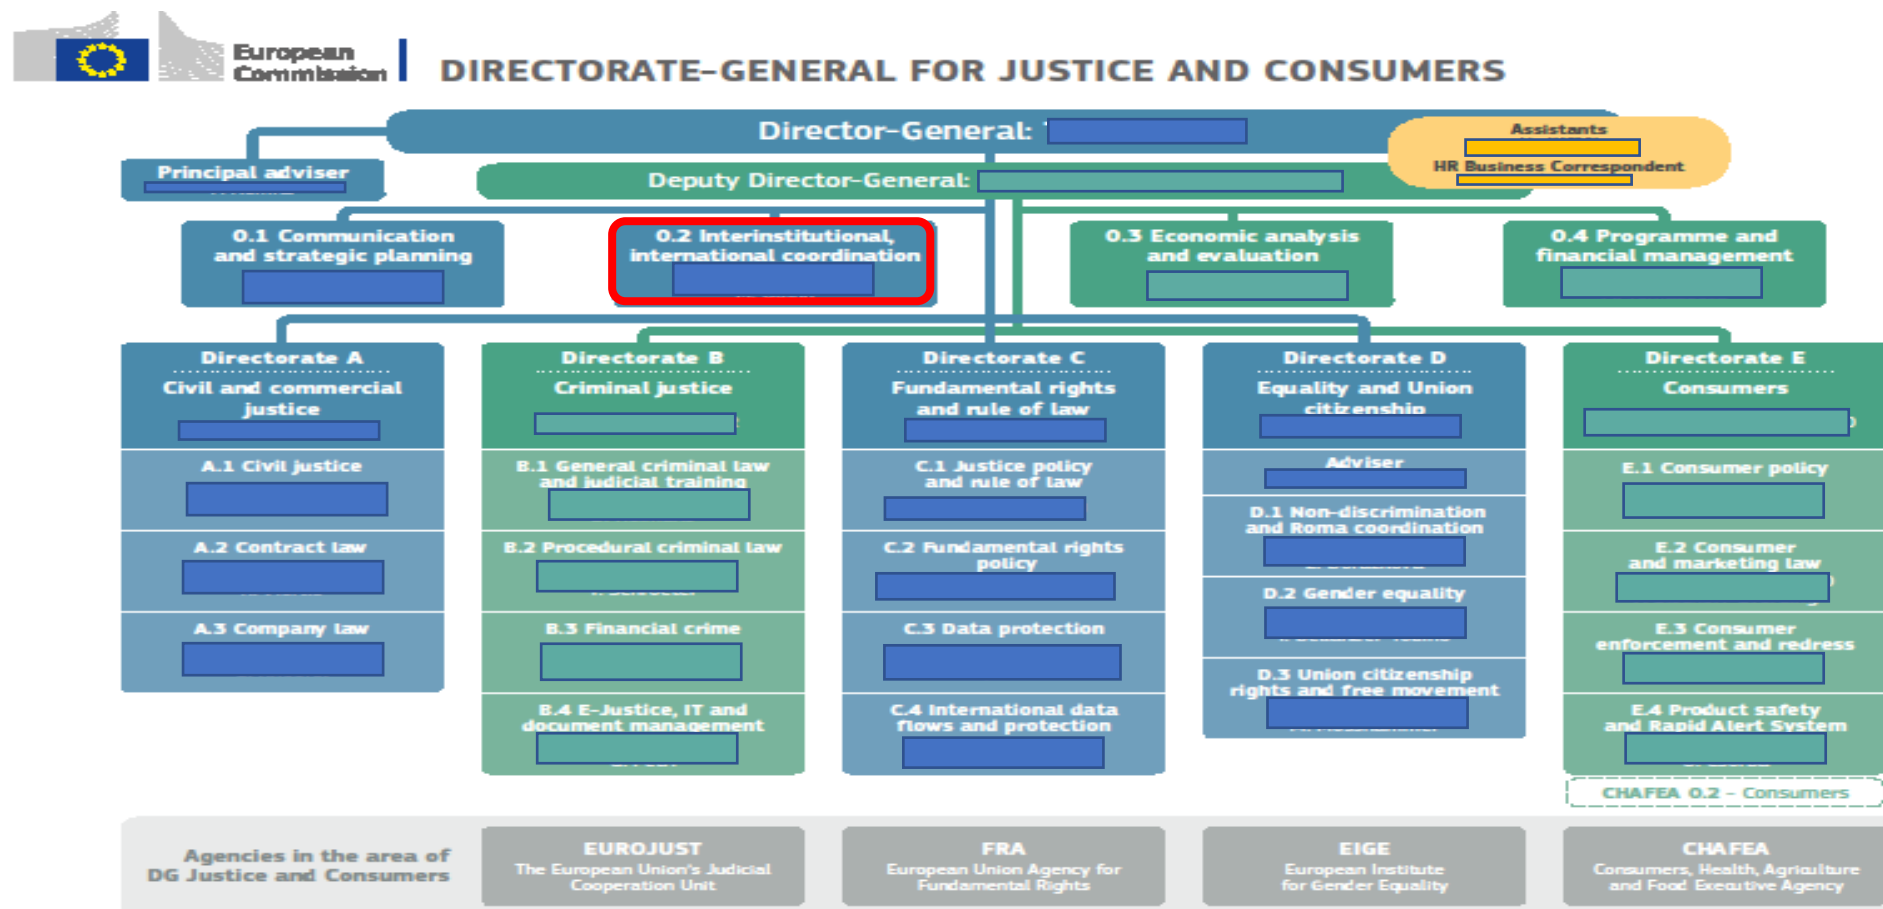 European
Commission
DIRECTORATE-GENERAL FOR JUSTICE AND CONSUMERS
Director-General:
Assistants
HR Business Correspondent
Principal adviser
Deputy Director-General:
0.1 Communication
and strategic planning
0.2 Interinstitutional,
international coordination
0.3 Economic analysis
and evaluation
0.4 Programme and
financial management
Directorate A
Civil and commercial
justice
A.1 Civil justice
A.2 Contract law
A.3 Company law
Directorate B
Criminal justice
B.1 General criminal law
and judicial training
B.2 Procedural criminal law
B.3 Financial crime
B.4 E-Justice, IT and
document management
Directorate C
Fundamental rights
and rule of law
C.1 Justice policy
and rule of law
C.2 Fundamental rights
policy
C.3 Data protection
C.4 International data
flows and protection
Directorate D
Equality and Union
citizenship
Adviser
D.1 Non-discrimination
and Roma coordination
D.2 Gender equality
D.3 Union citizenship
rights and free movement
Directorate E
Consumers
E.1 Consumer policy
E.2 Consumer
and marketing law
E.3 Consumer
enforcement and redress
E.4 Product safety
and Rapid Alert System
CHAFEA 0.2 - Consumers
Agencies in the area of
DG Justice and Consumers
EUROJUST
The European Union's Judicial
Cooperation Unit
FRA
European Union Agency for
Fundamental Rights
EIGE
European Institute
for Gender Equality
CHAFEA
Consumers, Health, Agriculture
and Food Executive Agency